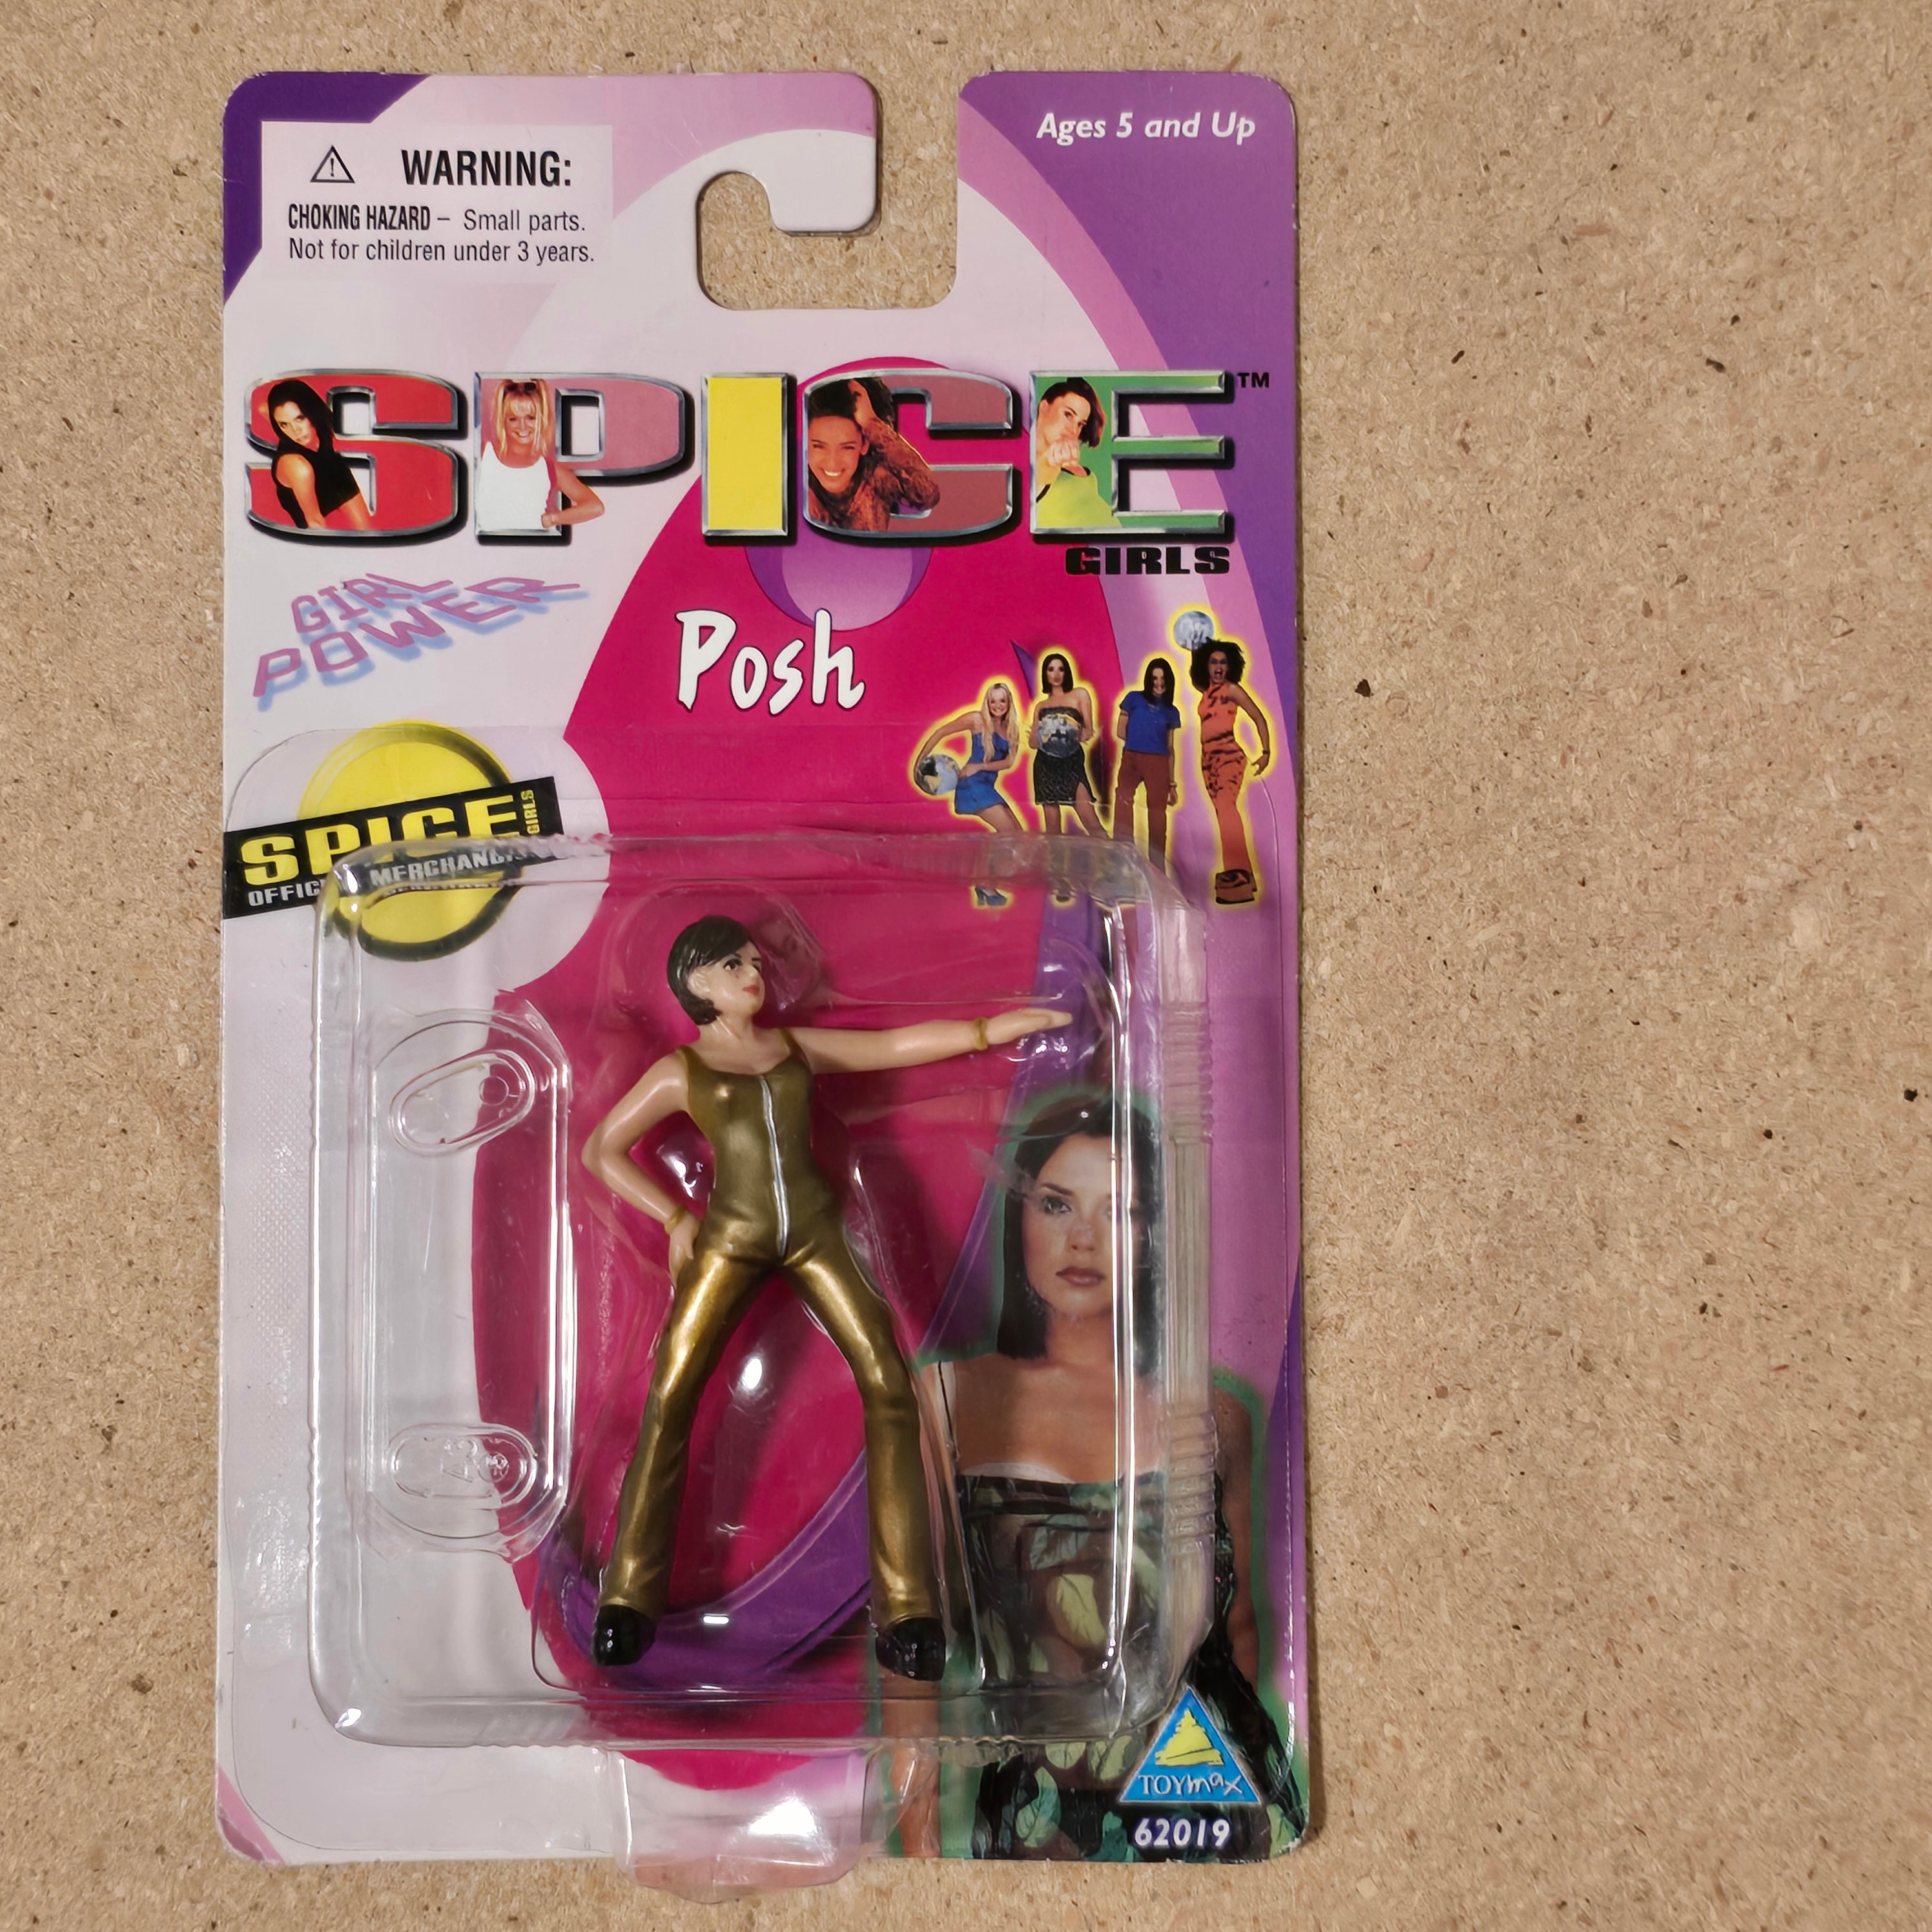 Ages 5 and Up
WARNING:
CHOKING HAZARD – Small parts.
Not for children under 3 years.
SPICE™
GIRLS
GIRL
POWER
Posh
SPICE GIRLS
MERCHANDI
TOYmax
62019